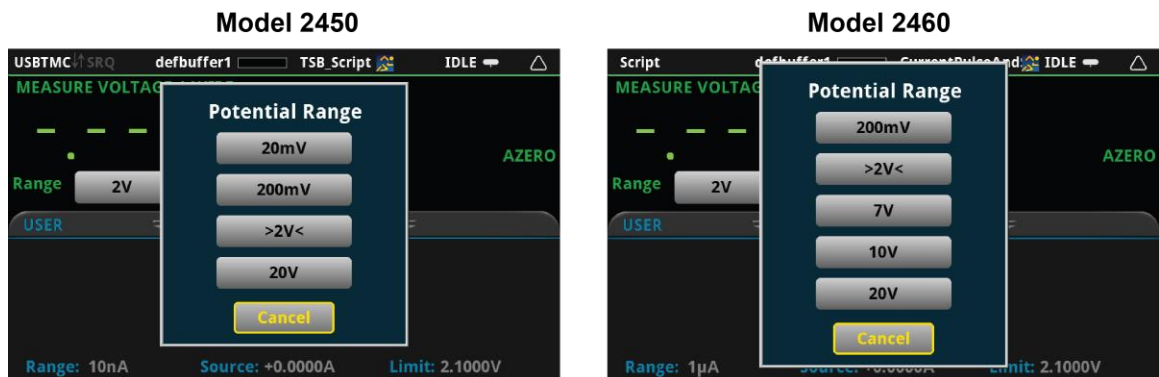 Model 2450
USBTMC SRQ defbuffer1 TSB_Script IDLE
MEASURE VOLTAG
Potential Range
20mV
AZERO
Range 2V
200mV
USER
>2V<
20V
Cancel
Range: 10nA Source: +0.0000A Limit: 2.1000V
Model 2460
Script IDLE
MEASURE VOLTAG
Potential Range
200mV
>2V<
AZERO
Range 2V
7V
USER
10V
20V
Cancel
Range: 1µA 2.1000V